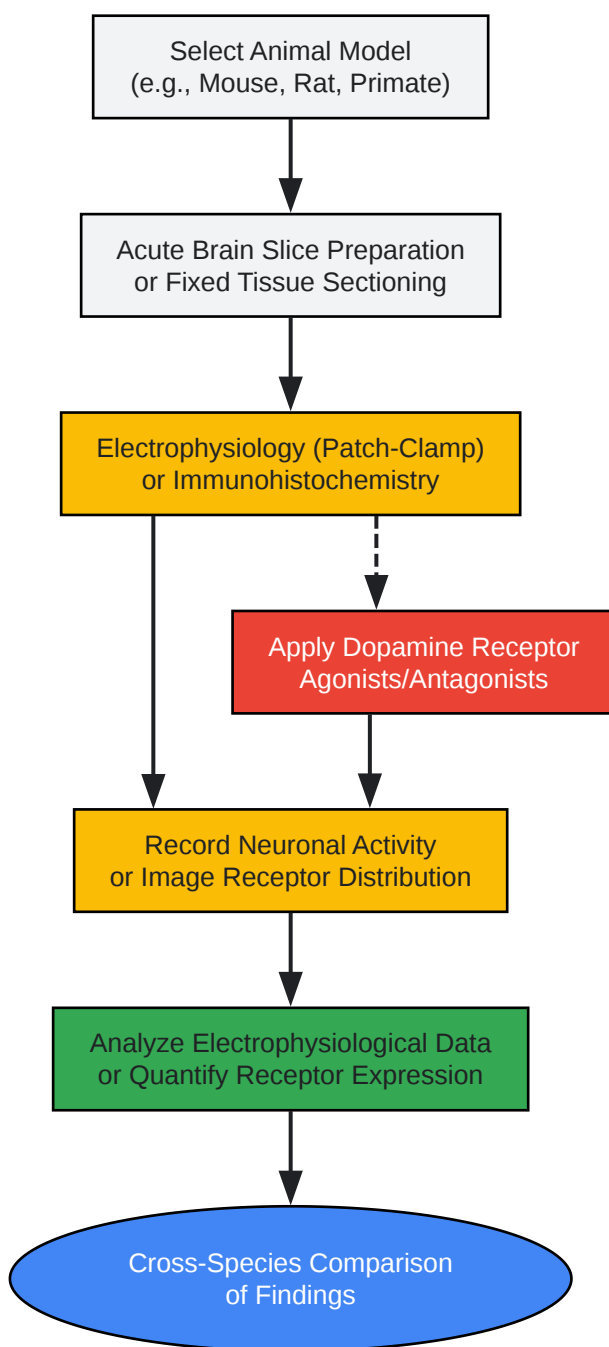 Select Animal Model
(e.g., Mouse, Rat, Primate)
Acute Brain Slice Preparation
or Fixed Tissue Sectioning
Electrophysiology (Patch-Clamp)
or Immunohistochemistry
Apply Dopamine Receptor
Agonists/Antagonists
Record Neuronal Activity
or Image Receptor Distribution
Analyze Electrophysiological Data
or Quantify Receptor Expression
Cross-Species Comparison
of Findings